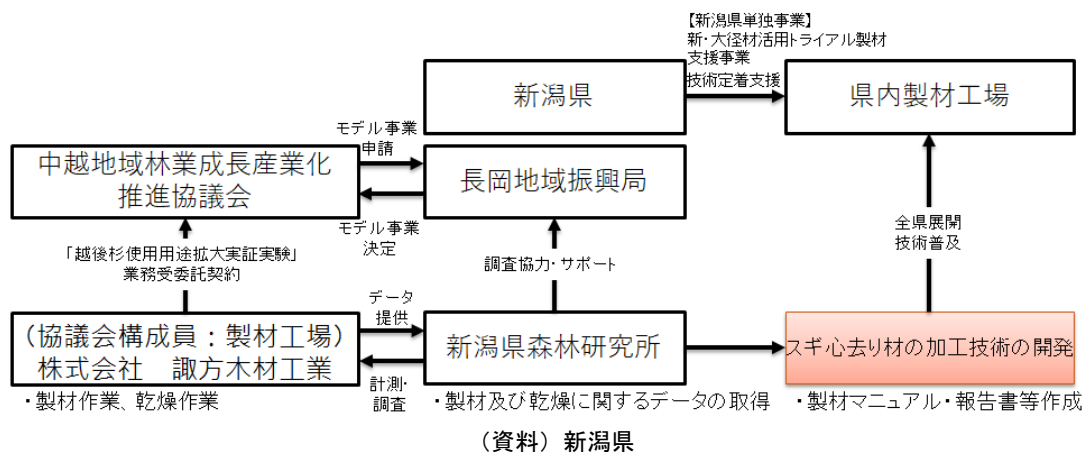 【新潟県単独事業】
新・大径材活用トライアル製材
支援事業
技術定着支援
新潟県
県内製材工場
モデル事業
申請
中越地域林業成長産業化
推進協議会
長岡地域振興局
モデル事業
決定
「越後杉使用用途拡大実証実験」
業務受委託契約
調査協力・サポート
全県展開
技術普及
データ
提供
(協議会構成員:製材工場)
株式会社 諏方木材工業
新潟県森林研究所
スギ心去り材の加工技術の開発
計測・
調査
・製材作業、乾燥作業
・製材及び乾燥に関するデータの取得
・製材マニュアル・報告書等作成
(資料)新潟県